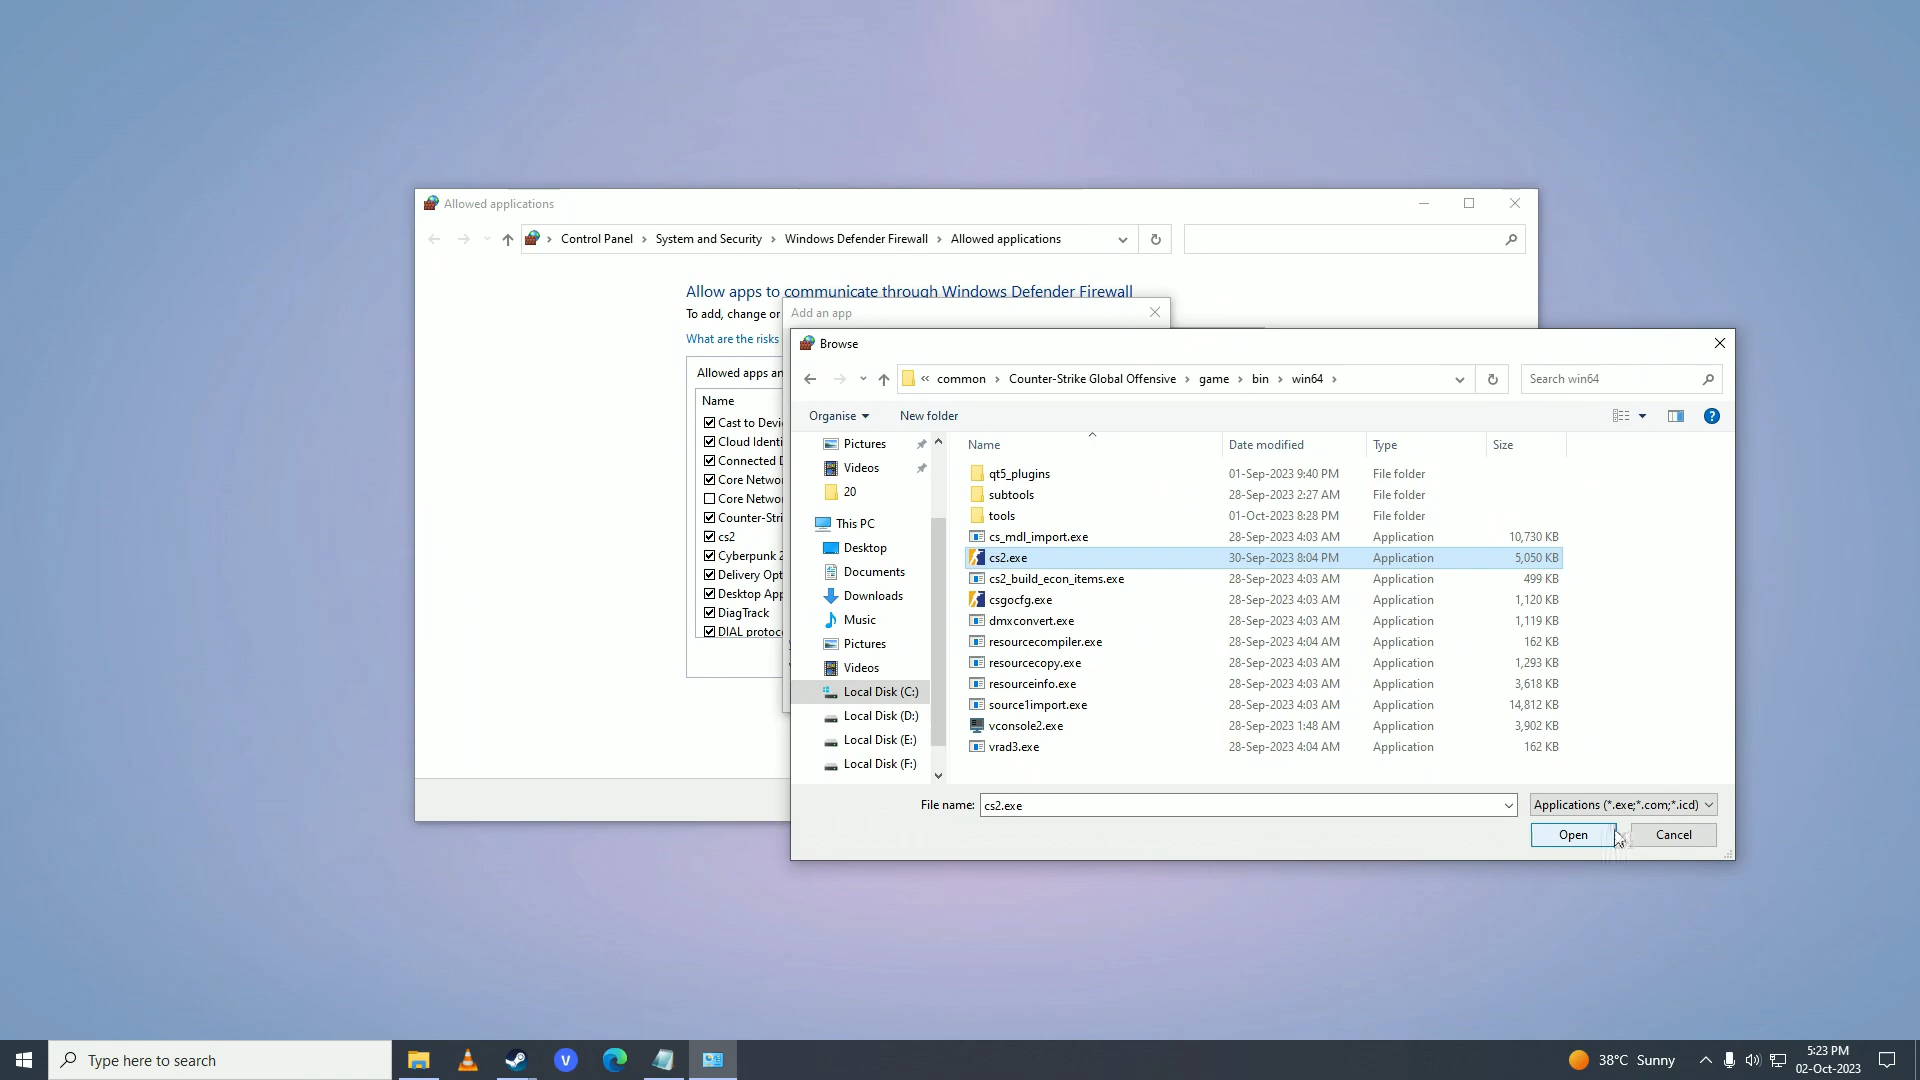 Allowed applications
Control Panel > System and Security > Windows Defender Firewall > Allowed applications
Allow apps to communicate through Windows Defender Firewall
To add, change or
What are the risks
Allowed apps an
Name
Cast to Devi
Cloud Identi
Connected D
Core Netwo
Core Netwo
Counter-Stri
cs2
Cyberpunk 2
Delivery Opt
Desktop App
DiagTrack
DIAL protoc
Add an app
Browse
« common > Counter-Strike Global Offensive > game > bin > win64 >
Search win64
Organise
New folder
Pictures
Videos
20
This PC
Desktop
Documents
Downloads
Music
Pictures
Videos
Local Disk (C:)
Local Disk (D:)
Local Disk (E:)
Local Disk (F:)
Name Date modified Type Size
qt5_plugins 01-Sep-2023 9:40 PM File folder
subtools 28-Sep-2023 2:27 AM File folder
tools 01-Oct-2023 8:28 PM File folder
cs_mdl_import.exe 28-Sep-2023 4:03 AM Application 10,730 KB
cs2.exe 30-Sep-2023 8:04 PM Application 5,050 KB
cs2_build_econ_items.exe 28-Sep-2023 4:03 AM Application 499 KB
csgocfg.exe 28-Sep-2023 4:03 AM Application 1,120 KB
dmxconvert.exe 28-Sep-2023 4:03 AM Application 1,119 KB
resourcecompiler.exe 28-Sep-2023 4:04 AM Application 162 KB
resourcecopy.exe 28-Sep-2023 4:03 AM Application 1,293 KB
resourceinfo.exe 28-Sep-2023 4:03 AM Application 3,618 KB
source1import.exe 28-Sep-2023 4:03 AM Application 14,812 KB
vconsole2.exe 28-Sep-2023 1:48 AM Application 3,902 KB
vrad3.exe 28-Sep-2023 4:04 AM Application 162 KB
File name: cs2.exe
Applications (*.exe;*.com;*.icd)
Open
Cancel
Type here to search
38°C Sunny
5:23 PM
02-Oct-2023